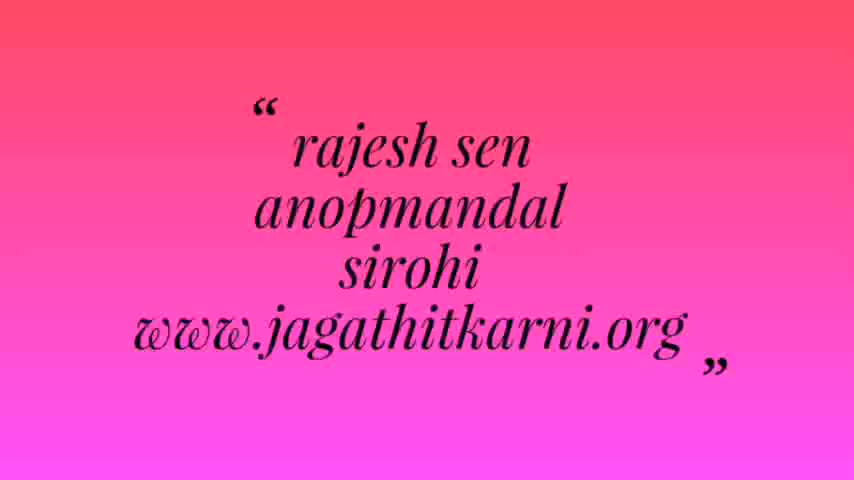 “ rajesh sen
anopmandal
sirohi
www.jagathitkarni.org ”